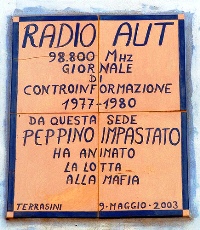 RADIO AUT
98.800 MHz
GIORNALE
DI
CONTROINFORMAZIONE
1977-1980
DA QUESTA SEDE
PEPPINO IMPASTATO
HA ANIMATO
LA LOTTA
ALLA MAFIA
TERRASINI 9-MAGGIO-2003